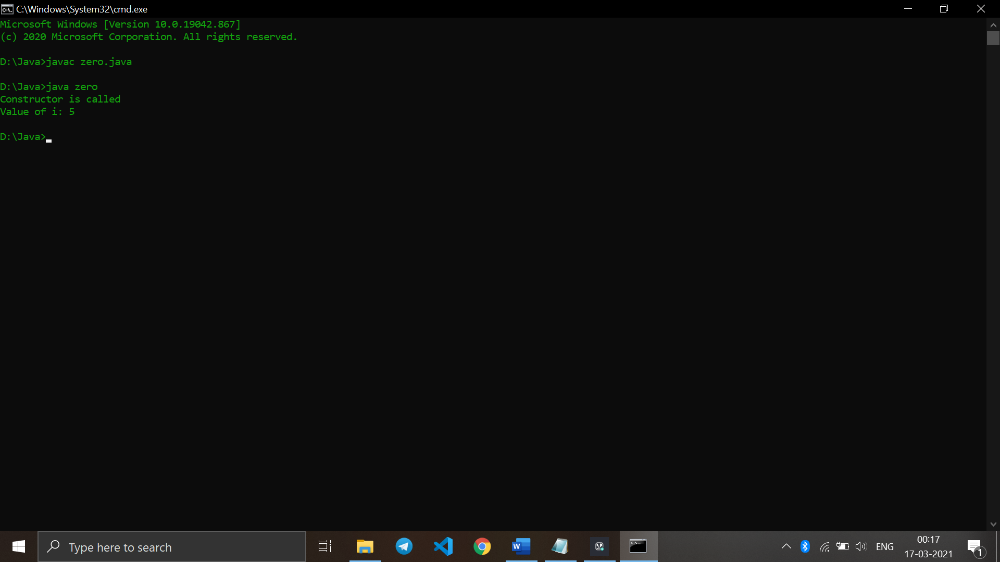 C:\Windows\System32\cmd.exe
Microsoft Windows [Version 10.0.19042.867]
(c) 2020 Microsoft Corporation. All rights reserved.
D:\Java>javac zero.java
D:\Java>java zero
Constructor is called
Value of i: 5
D:\Java>
Type here to search
ENG
00:17
17-03-2021
1